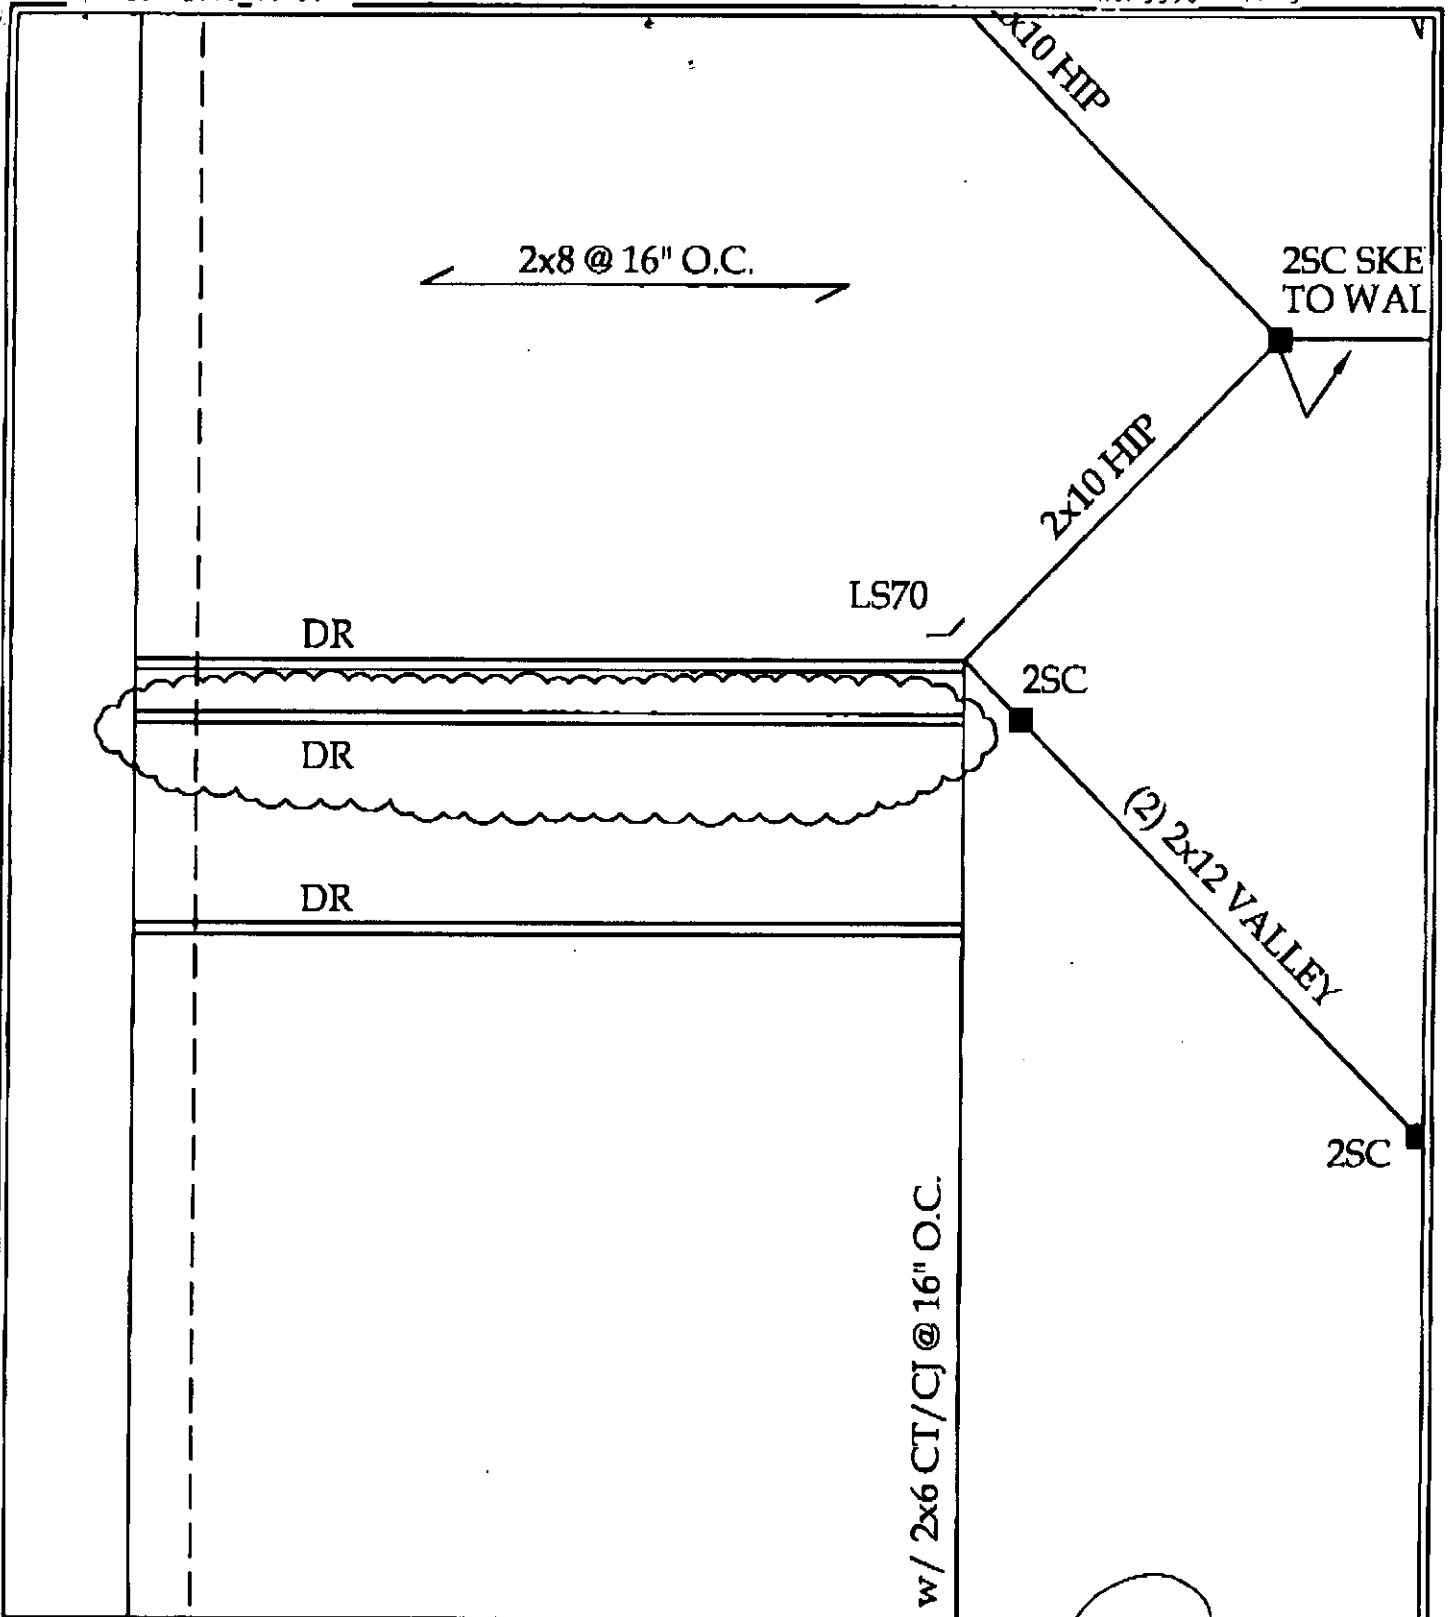 x10 HIP
2x8 @ 16" O.C.
2SC SKE
TO WAL
2x10 HIP
LS70
DR
2SC
DR
(2) 2x12 VALLEY
DR
2SC
w/ 2x6 CT/CJ @ 16" O.C.